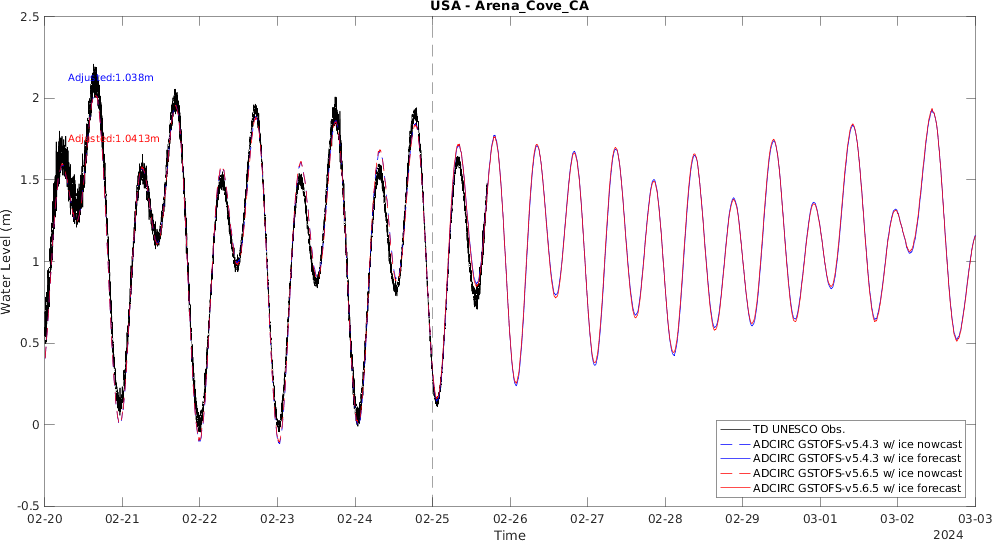 USA - Arena_Cove_CA
2.5
2
1.5
1
0.5
0
-0.5
Water Level (m)
Adjusted:1.038m
Adjusted:1.0413m
TD UNESCO Obs.
ADCIRC GSTOFS-v5.4.3 w/ ice nowcast
ADCIRC GSTOFS-v5.4.3 w/ ice forecast
ADCIRC GSTOFS-v5.6.5 w/ ice nowcast
ADCIRC GSTOFS-v5.6.5 w/ ice forecast
02-20 02-21 02-22 02-23 02-24 02-25 02-26 02-27 02-28 02-29 03-01 03-02 03-03
Time
2024